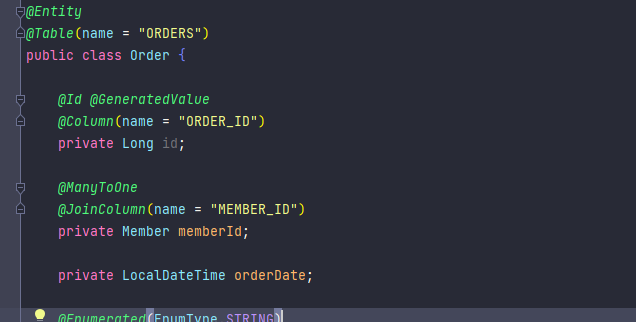 @Entity
@Table(name = "ORDERS")
public class Order {
@Id @GeneratedValue
@Column(name = "ORDER_ID")
private Long id;
@ManyToOne
@JoinColumn(name = "MEMBER_ID")
private Member memberId;
private LocalDateTime orderDate;
@Enumerated(EnumType.STRING)